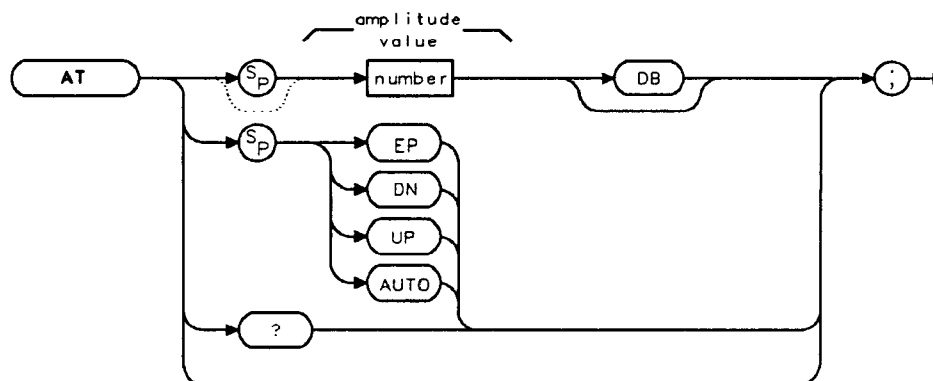 amplitude
value
AT SP number DB ;
SP EP
DN
UP
AUTO
?